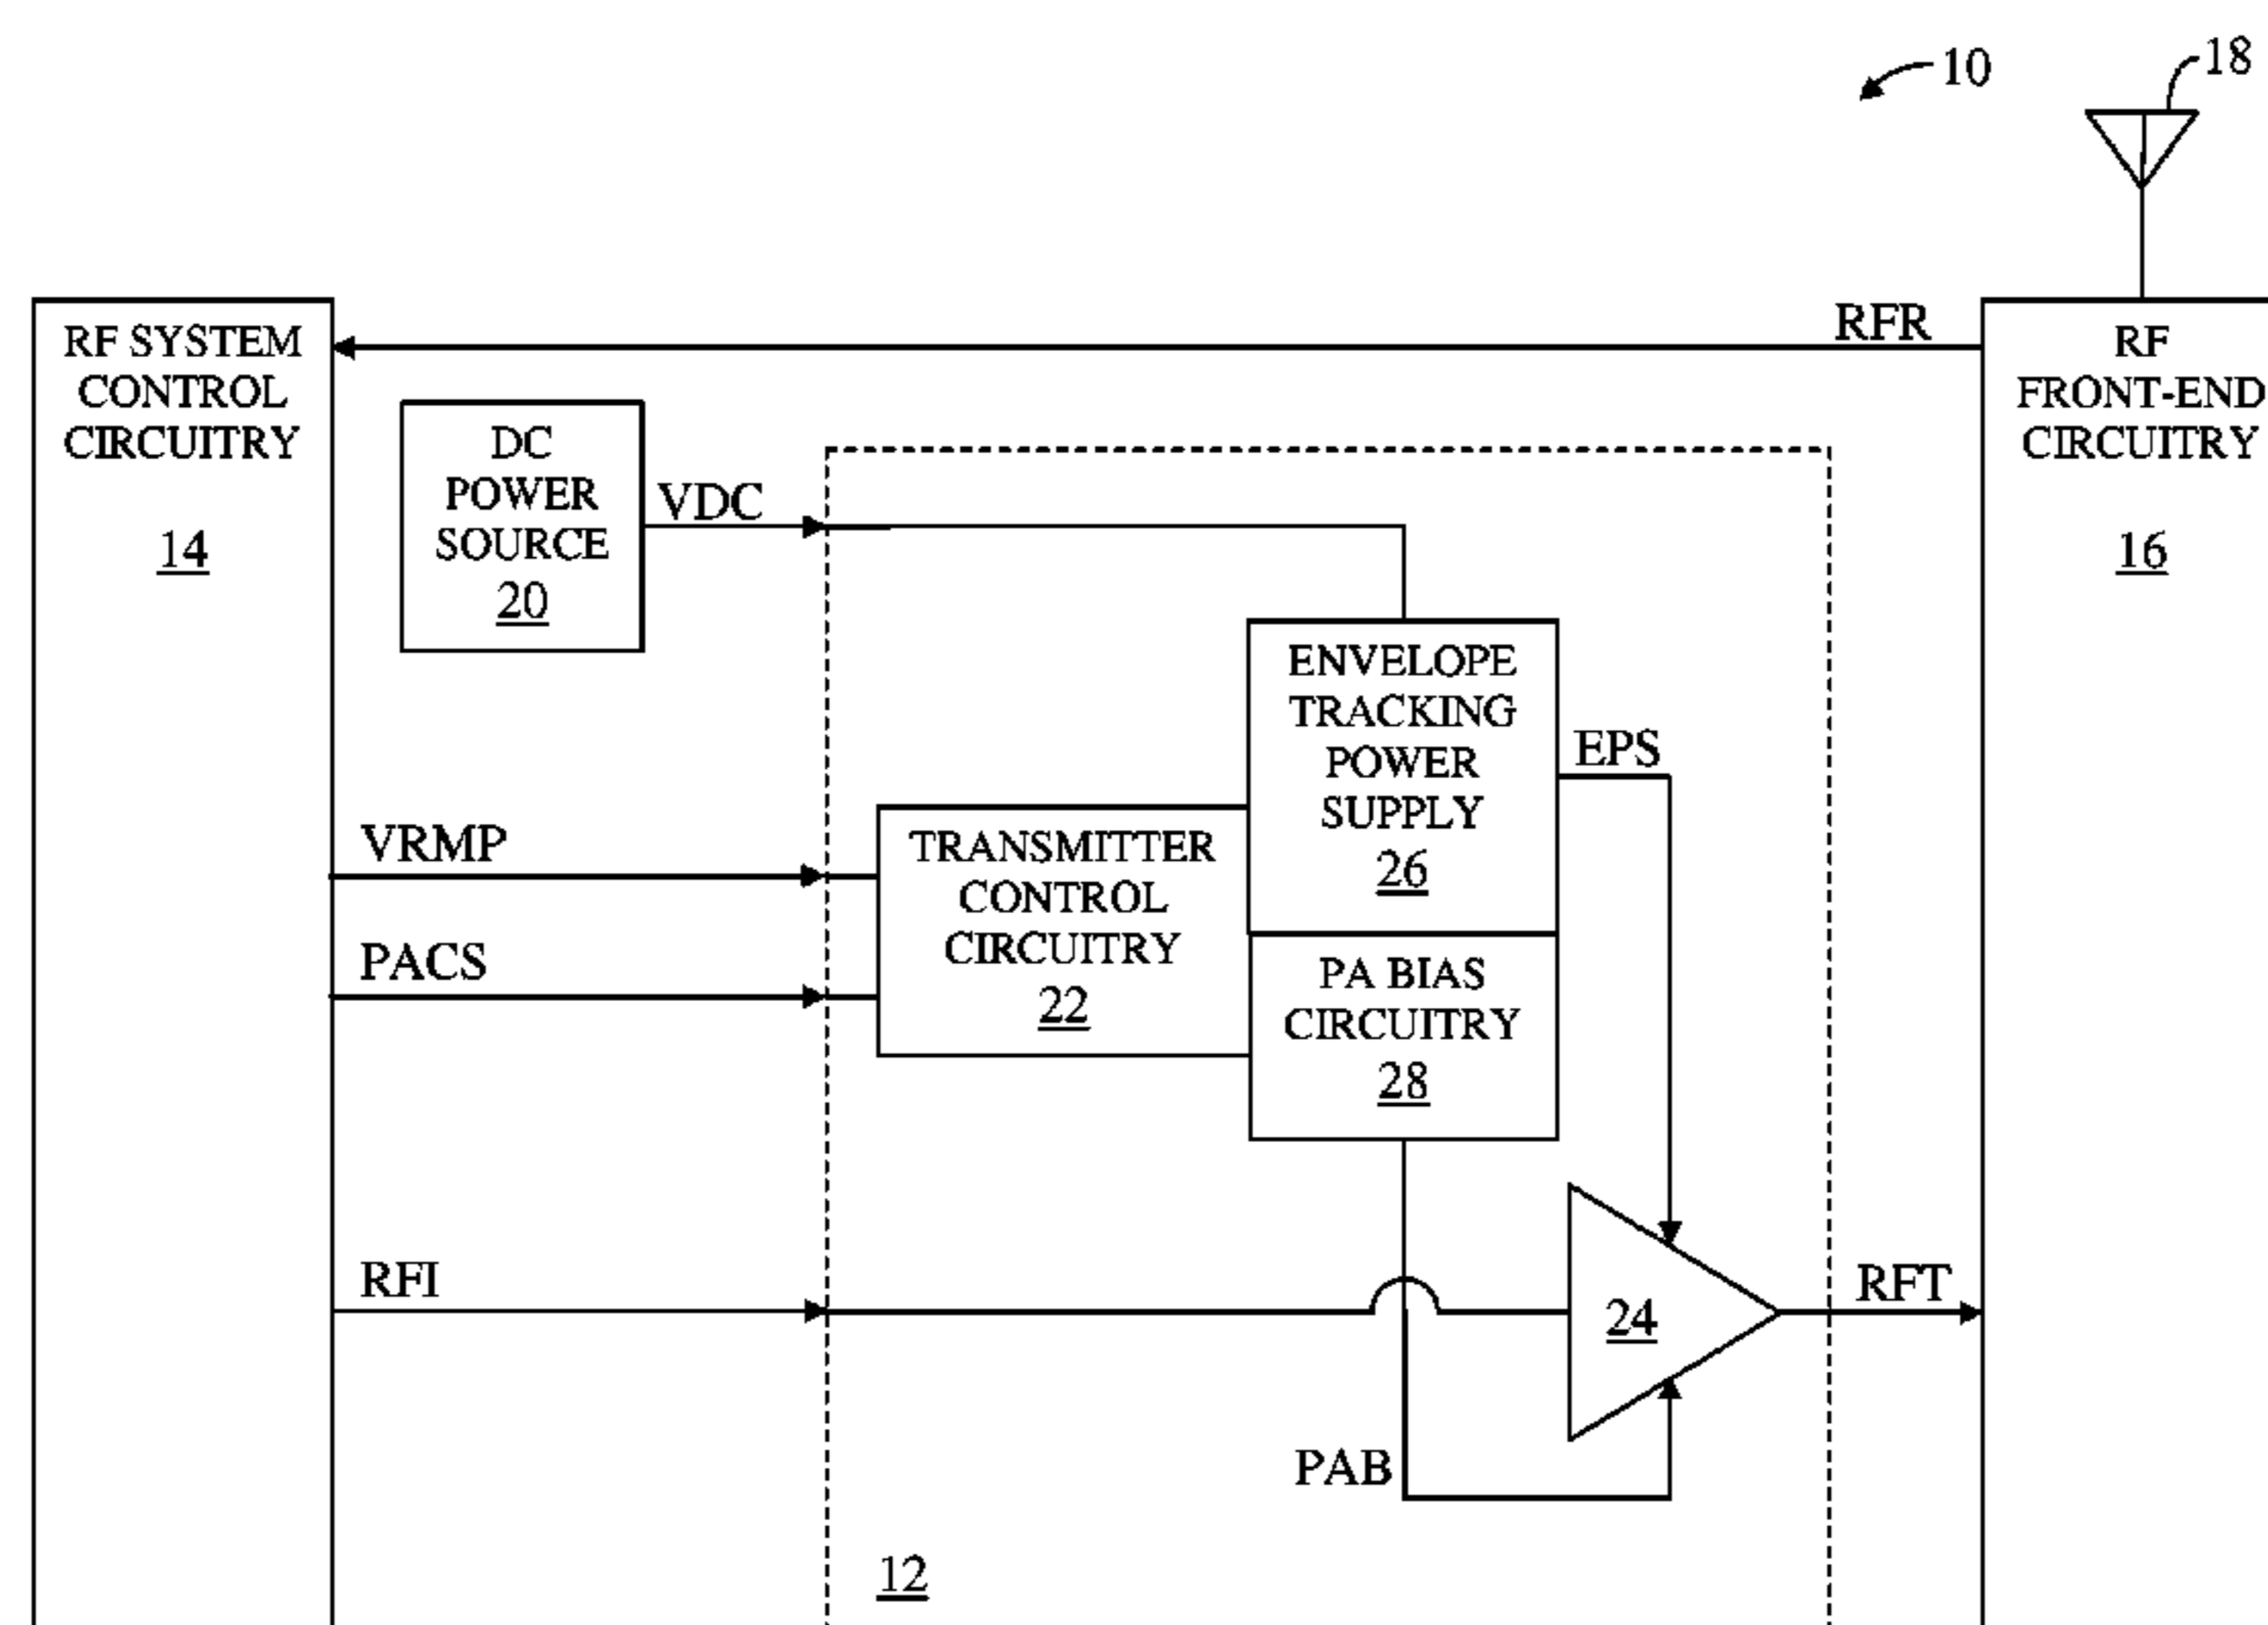 10
18
RF SYSTEM
CONTROL
CIRCUITRY
14
RFR
RF
FRONT-END
CIRCUITRY
16
DC
POWER
SOURCE
20
VDC
ENVELOPE
TRACKING
POWER
SUPPLY
26
EPS
VRMP
PACS
TRANSMITTER
CONTROL
CIRCUITRY
22
PA BIAS
CIRCUITRY
28
RFI
24
RFT
PAB
12